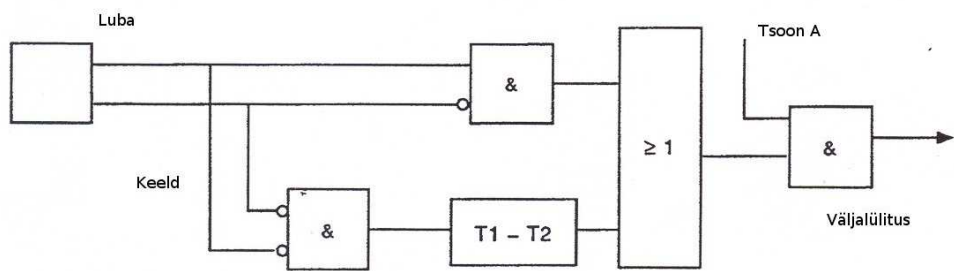 Luba
Tsoon A
&
≥ 1
&
Keeld
&
T1 – T2
Väljalülitus